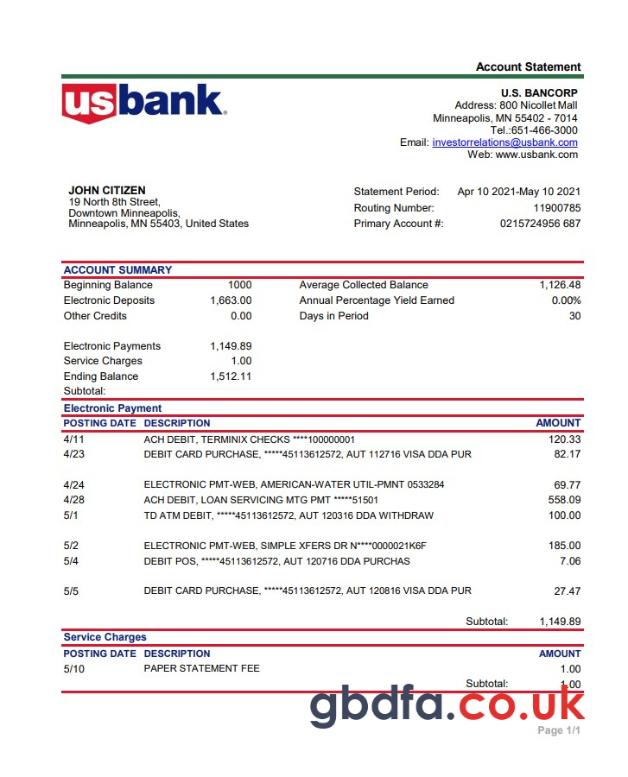 Account Statement
usbank.
U.S. BANCORP
Address: 800 Nicollet Mall
Minneapolis, MN 55402 - 7014
Tel.:651-466-3000
Email: investorrelations@usbank.com
Web: www.usbank.com
JOHN CITIZEN
19 North 8th Street,
Downtown Minneapolis,
Minneapolis, MN 55403, United States
Statement Period: Apr 10 2021-May 10 2021
Routing Number: 11900785
Primary Account #: 0215724956 687
ACCOUNT SUMMARY
Beginning Balance 1000 Average Collected Balance 1,126.48
Electronic Deposits 1,663.00 Annual Percentage Yield Earned 0.00%
Other Credits 0.00 Days in Period 30
Electronic Payments 1,149.89
Service Charges 1.00
Ending Balance 1,512.11
Subtotal:
Electronic Payment
POSTING DATE DESCRIPTION AMOUNT
4/11 ACH DEBIT, TERMINIX CHECKS ****100000001 120.33
4/23 DEBIT CARD PURCHASE, *****45113612572, AUT 112716 VISA DDA PUR 82.17
4/24 ELECTRONIC PMT-WEB, AMERICAN-WATER UTIL-PMNT 0533284 69.77
4/28 ACH DEBIT, LOAN SERVICING MTG PMT *****51501 558.09
5/1 TD ATM DEBIT, *****45113612572, AUT 120316 DDA WITHDRAW 100.00
5/2 ELECTRONIC PMT-WEB, SIMPLE XFERS DR N****0000021K6F 185.00
5/4 DEBIT POS, *****45113612572, AUT 120716 DDA PURCHAS 7.06
5/5 DEBIT CARD PURCHASE, *****45113612572, AUT 120816 VISA DDA PUR 27.47
Subtotal: 1,149.89
Service Charges
POSTING DATE DESCRIPTION AMOUNT
5/10 PAPER STATEMENT FEE 1.00
Subtotal: 1.00
gbdfa.co.uk
Page 1/1